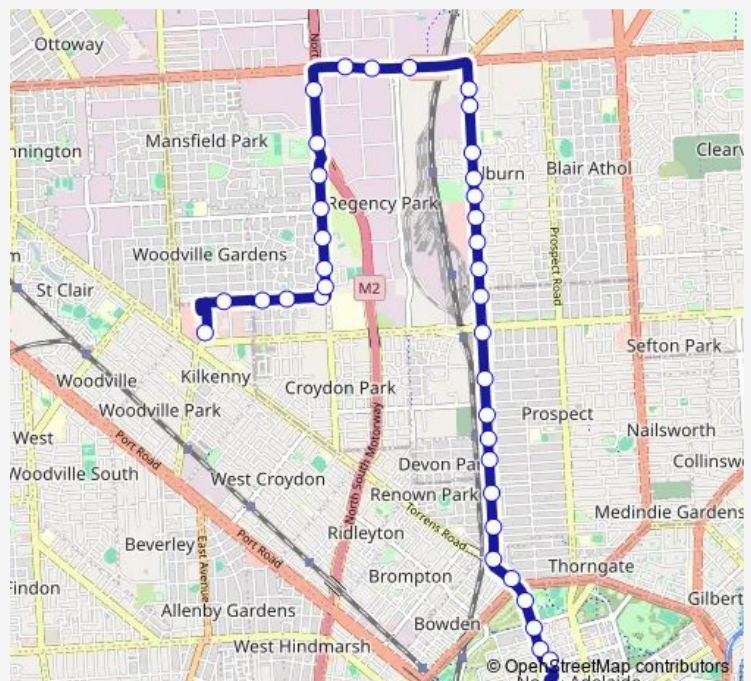 Ottoway
Nort
Mansfield Park
nnington
Clearv
lburn
Blair Athol
Regency Park
Woodville Gardens
Prospect Road
St Clair
M2
Sefton Park
Woodville
Kilkenny
Croydon Park
Woodville Park
Prospect
Nailsworth
West
Port Road
North South Motorway
Devon Par
Collinsw
Woodville South
West Croydon
Renown Park
Torrens Road
Medindie Gardens
Beverley
East Avenue
Port Road
Ridleyton
Thorngate
Findon
Brompton
Allenby Gardens
Gilbert
Bowden
West Hindmarsh
© OpenStreetMap contributors